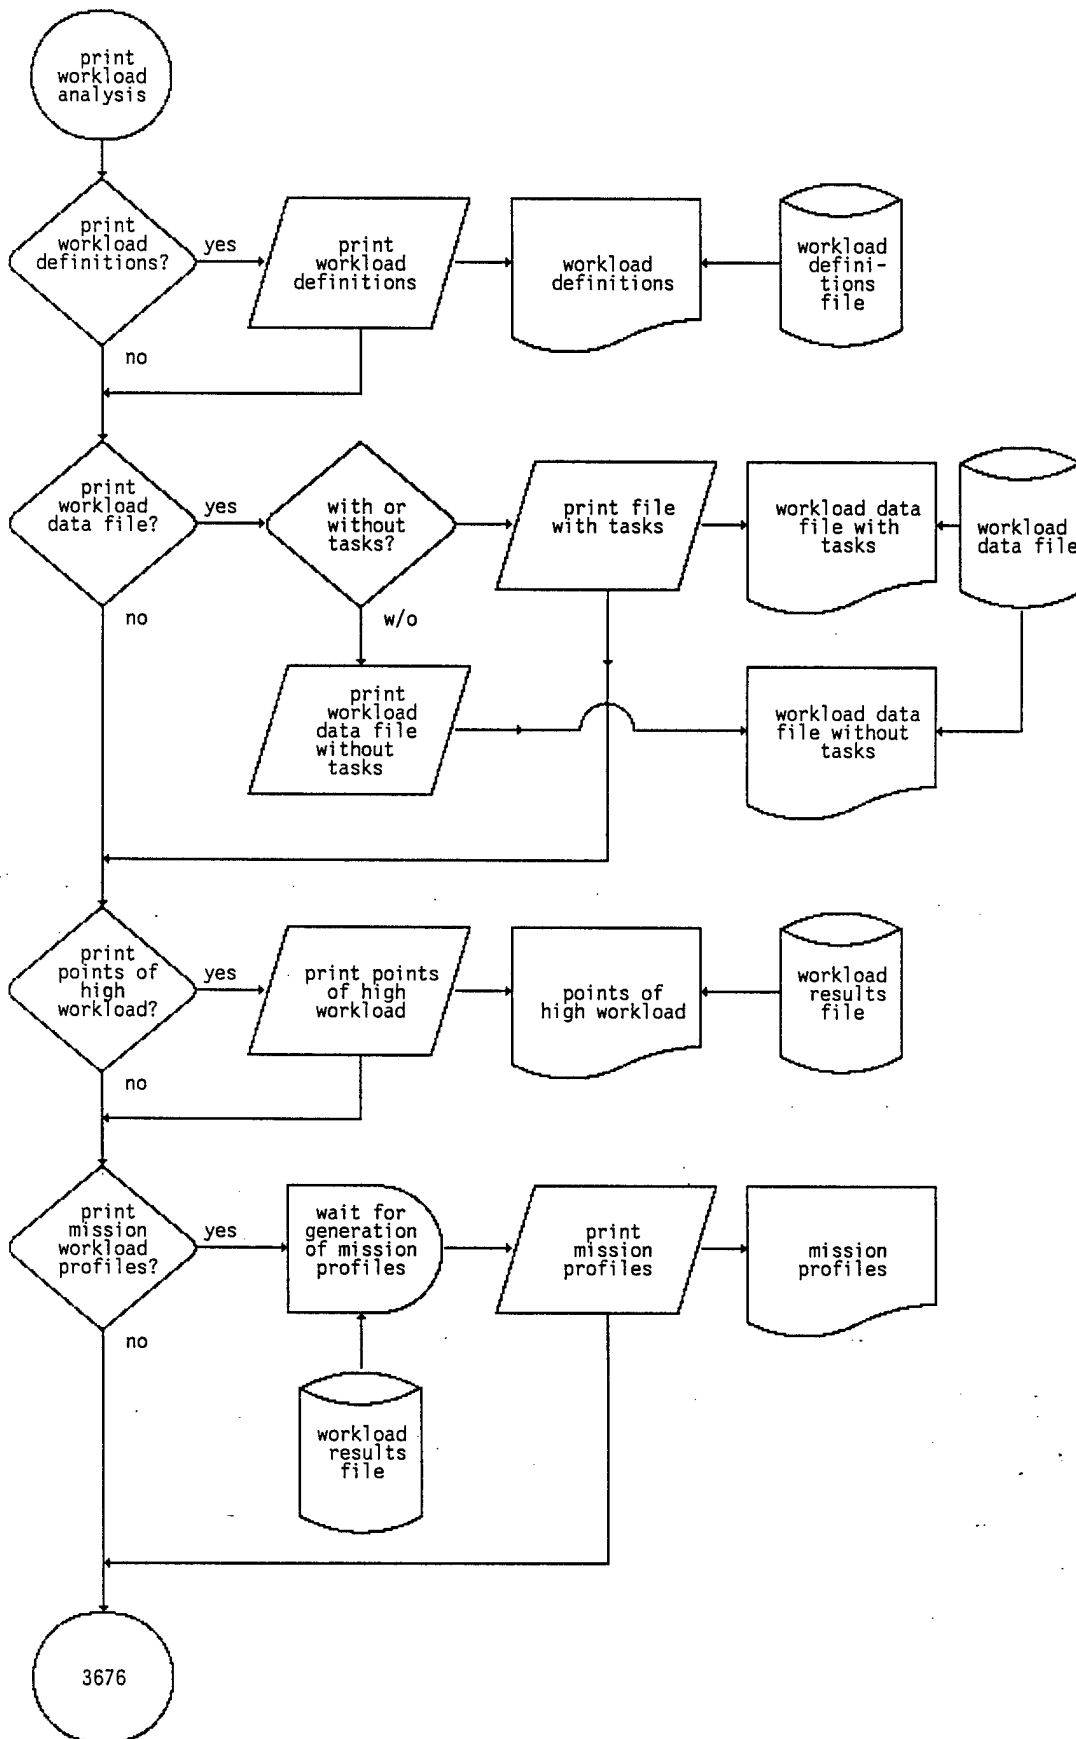 print
workload
analysis
print
workload
definitions?
yes
no
print
workload
definitions
workload
definitions
workload
defini-
tions
file
print
workload
data file?
yes
no
with or
without
tasks?
w/o
print file
with tasks
workload data
file with
tasks
workload
data file
print
workload
data file
without
tasks
workload data
file without
tasks
print
points of
high
workload?
yes
no
print points
of high
workload
points of
high workload
workload
results
file
print
mission
workload
profiles?
yes
no
wait for
generation
of mission
profiles
print
mission
profiles
mission
profiles
workload
results
file
3676